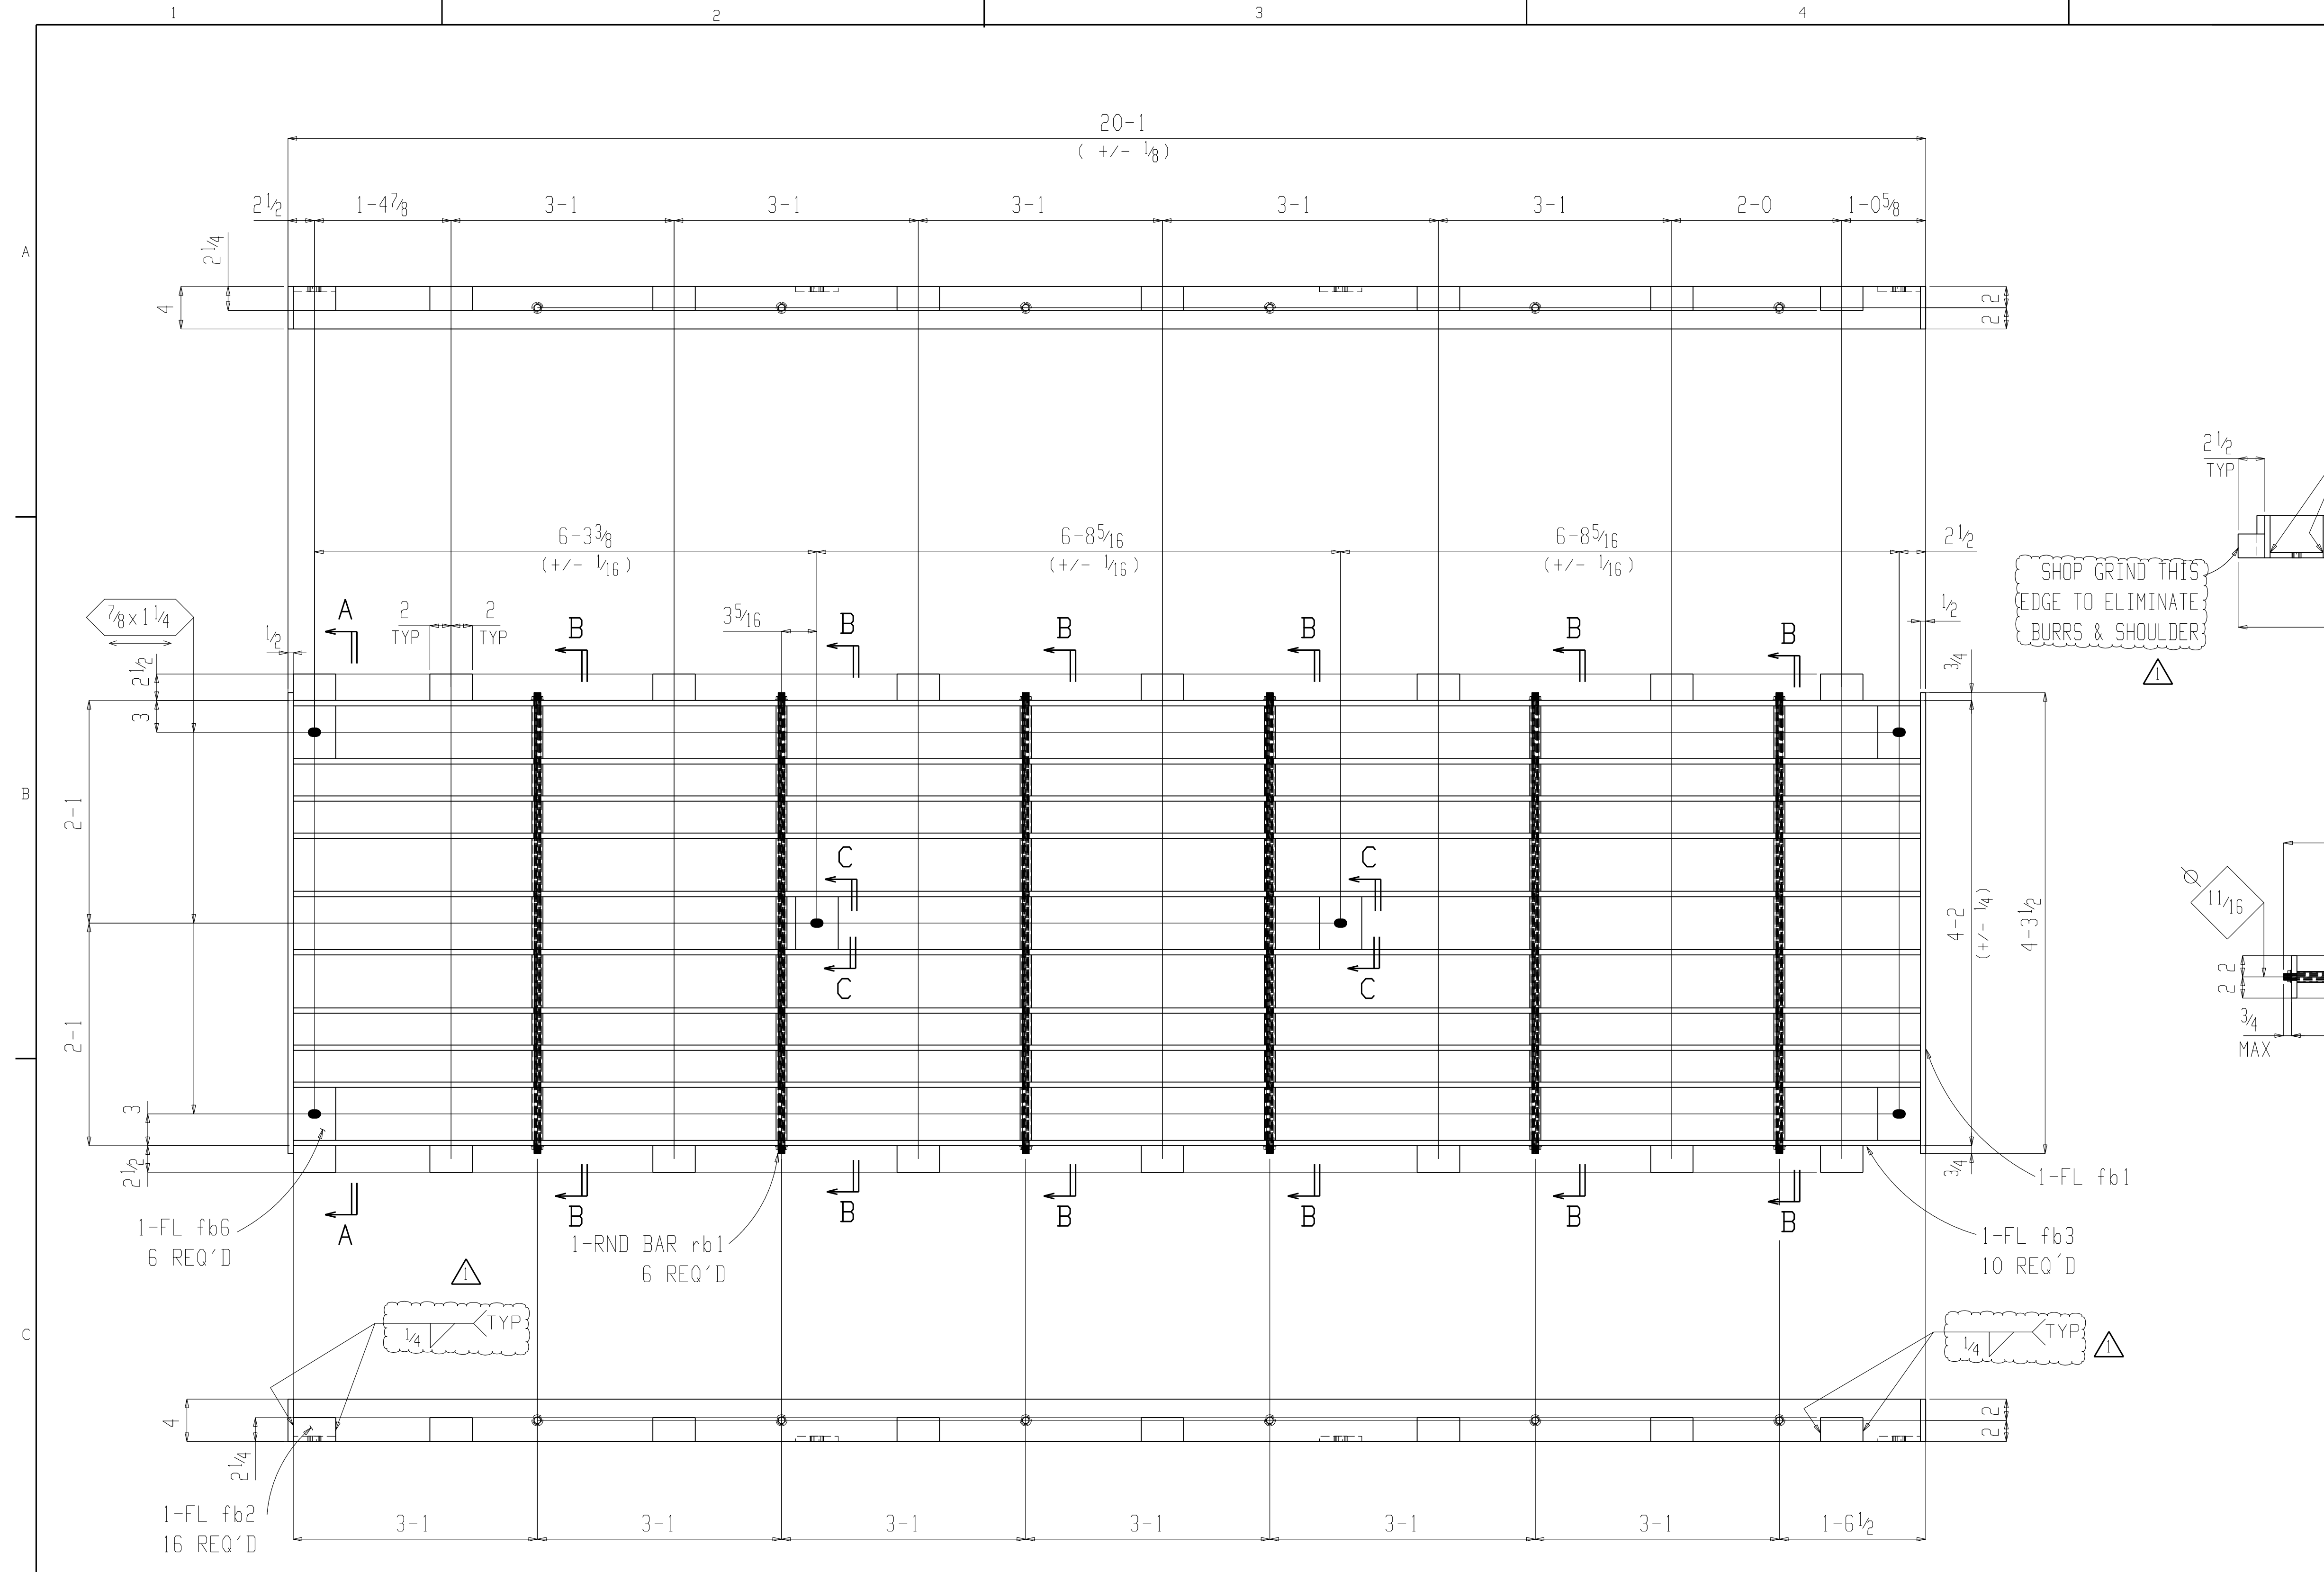 1 2 3 4
20-1
( +/- 1/8)
2 1/2 1-4 7/8 3-1 3-1 3-1 3-1 3-1 2-0 1-0 5/8
A
2 1/4
4
2
2
2 1/2
TYP
6-3 3/8 6-8 5/16 6-8 5/16 2 1/2
(+/- 1/16 ) (+/- 1/16 ) (+/- 1/16 )
SHOP GRIND THIS
EDGE TO ELIMINATE
BURRS & SHOULDER
1
7/8 x 1 1/4
1/2
A
2 2
TYP TYP
3 5/16
B B B B B B
1/2
3/4
2 1/2
3
B
2-1
C C
4-2
(+/- 1/4)
4-3 1/2
Ø
11/16
C C
2
2
3/4
MAX
2-1
3
2 1/2
3/4
1-FL fb1
A
B B B B B B
1-FL fb6
6 REQ'D
1-RND BAR rb1
6 REQ'D
1-FL fb3
10 REQ'D
1
C
1/4 TYP
1/4 TYP
1
4
2 1/4
2
2
1-FL fb2
16 REQ'D
3-1 3-1 3-1 3-1 3-1 3-1 1-6 1/2